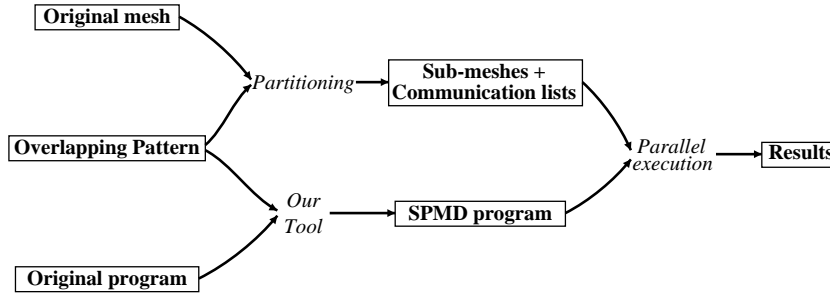 Original mesh
Partitioning
Sub-meshes +
Communication lists
Overlapping Pattern
Parallel
execution
Results
Our
Tool
SPMD program
Original program